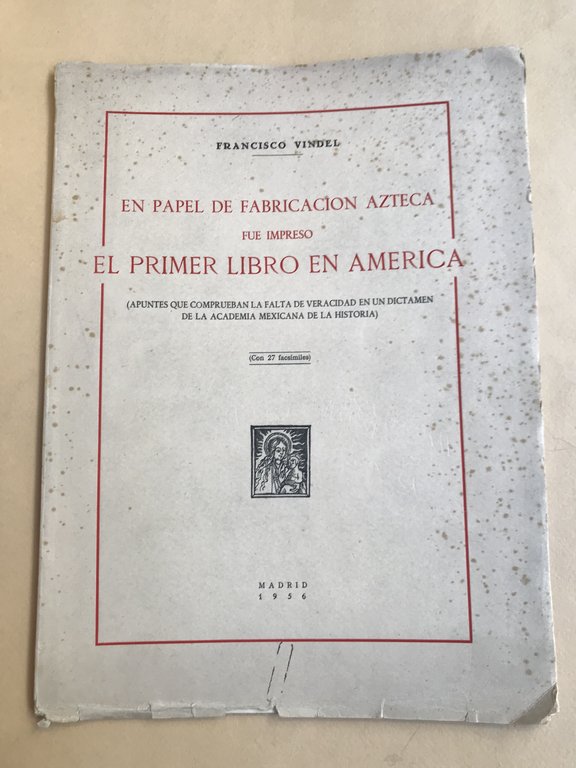 FRANCISCO VINDEL
EN PAPEL DE FABRICACION AZTECA
FUE IMPRESO
EL PRIMER LIBRO EN AMERICA
(APUNTES QUE COMPRUEBAN LA FALTA DE VERACIDAD EN UN DICTAMEN
DE LA ACADEMIA MEXICANA DE LA HISTORIA)
(Con 27 facsímiles)
MADRID
1956